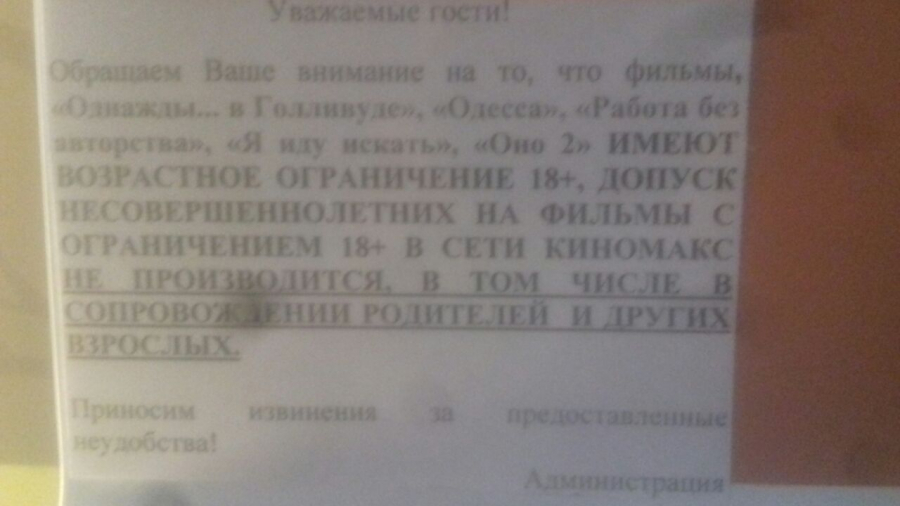 Уважаемые гости!
Обращаем Ваше внимание на то, что фильмы,
«Однажды... в Голливуде», «Одесса», «Работа без
авторства», «Я иду искать», «Оно 2» ИМЕЮТ
ВОЗРАСТНОЕ ОГРАНИЧЕНИЕ 18+, ДОПУСК
НЕСОВЕРШЕННОЛЕТНИХ НА ФИЛЬМЫ С
ОГРАНИЧЕНИЕМ 18+ В СЕТИ КИНОМАКС
НЕ ПРОИЗВОДИТСЯ, В ТОМ ЧИСЛЕ В
СОПРОВОЖДЕНИИ РОДИТЕЛЕЙ И ДРУГИХ
ВЗРОСЛЫХ.
Приносим извинения за предоставленные
неудобства!
Администрация